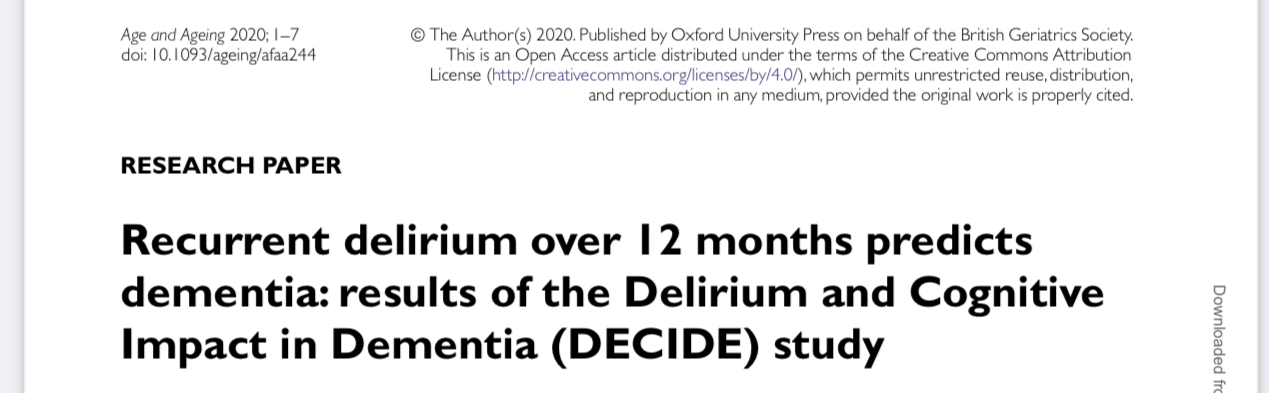 Age and Ageing 2020; 1–7
doi: 10.1093/ageing/afaa244
© The Author(s) 2020. Published by Oxford University Press on behalf of the British Geriatrics Society.
This is an Open Access article distributed under the terms of the Creative Commons Attribution
License (http://creativecommons.org/licenses/by/4.0/), which permits unrestricted reuse, distribution,
and reproduction in any medium, provided the original work is properly cited.
RESEARCH PAPER
Recurrent delirium over 12 months predicts
dementia: results of the Delirium and Cognitive
Impact in Dementia (DECIDE) study
Downloaded